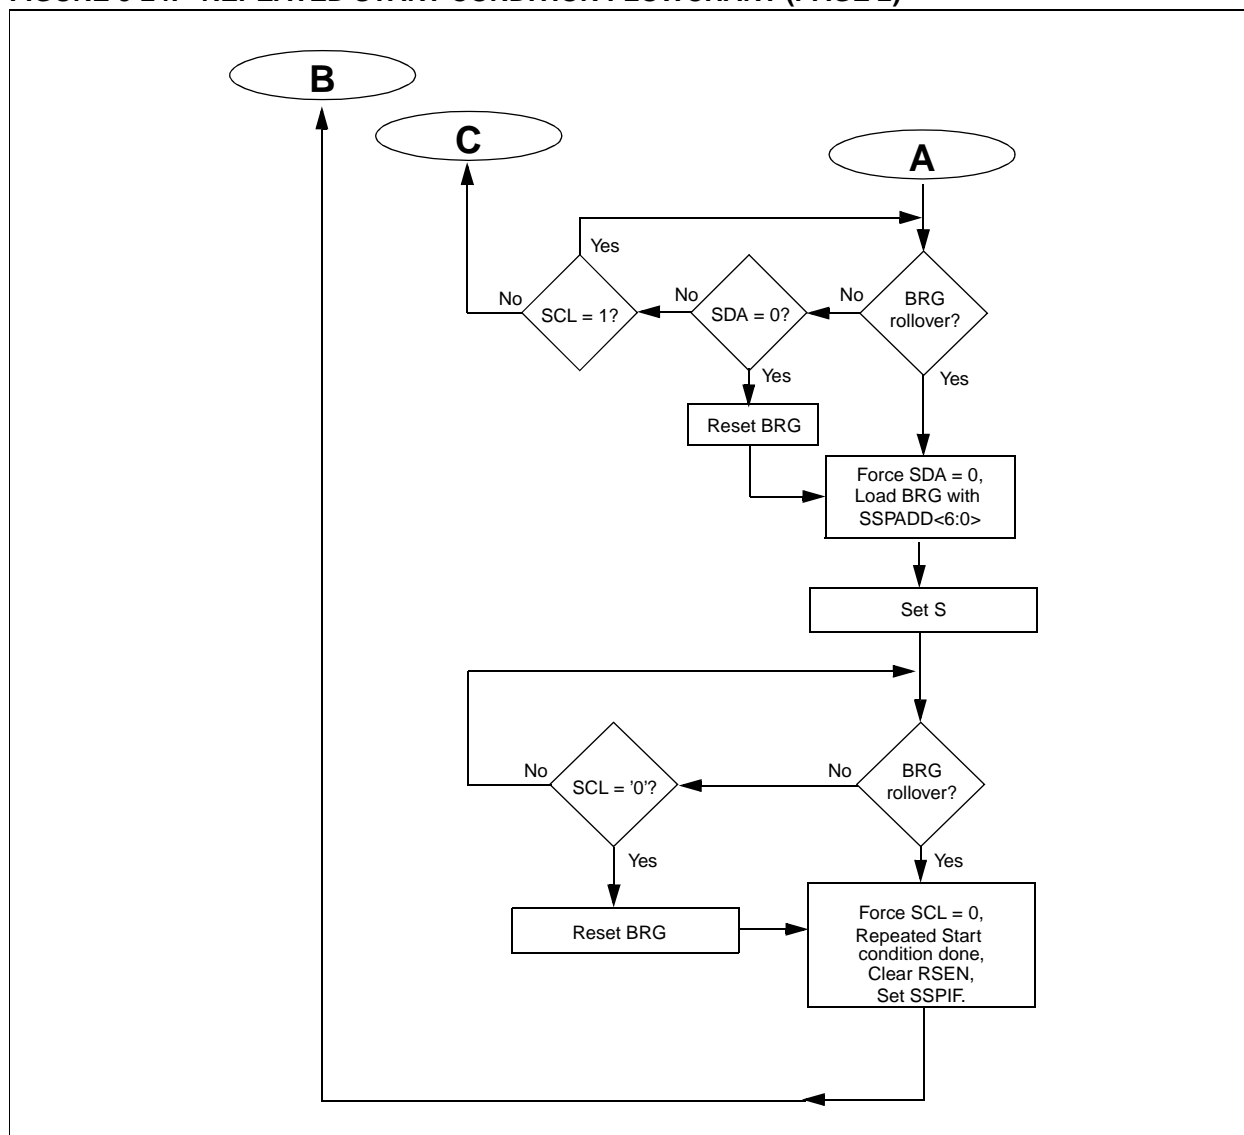 B
C
A
Yes
No
SCL = 1?
No
SDA = 0?
No
BRG
rollover?
Yes
Yes
Reset BRG
Force SDA = 0,
Load BRG with
SSPADD<6:0>
Set S
No
SCL = '0'?
No
BRG
rollover?
Yes
Yes
Reset BRG
Force SCL = 0,
Repeated Start
condition done,
Clear RSEN,
Set SSPIF.